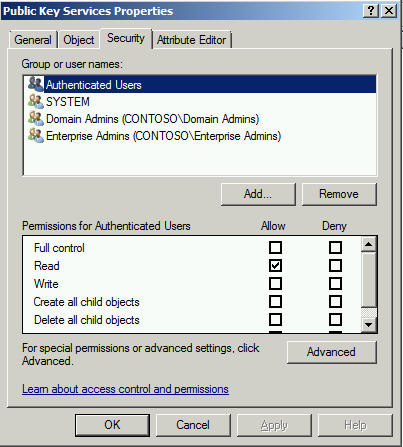 Public Key Services Properties
General Object Security Attribute Editor
Group or user names:
Authenticated Users
SYSTEM
Domain Admins (CONTOSO\Domain Admins)
Enterprise Admins (CONTOSO\Enterprise Admins)
Add... Remove
Permissions for Authenticated Users Allow Deny
Full control
Read
Write
Create all child objects
Delete all child objects
For special permissions or advanced settings, click
Advanced.
Advanced
Learn about access control and permissions
OK Cancel Apply Help